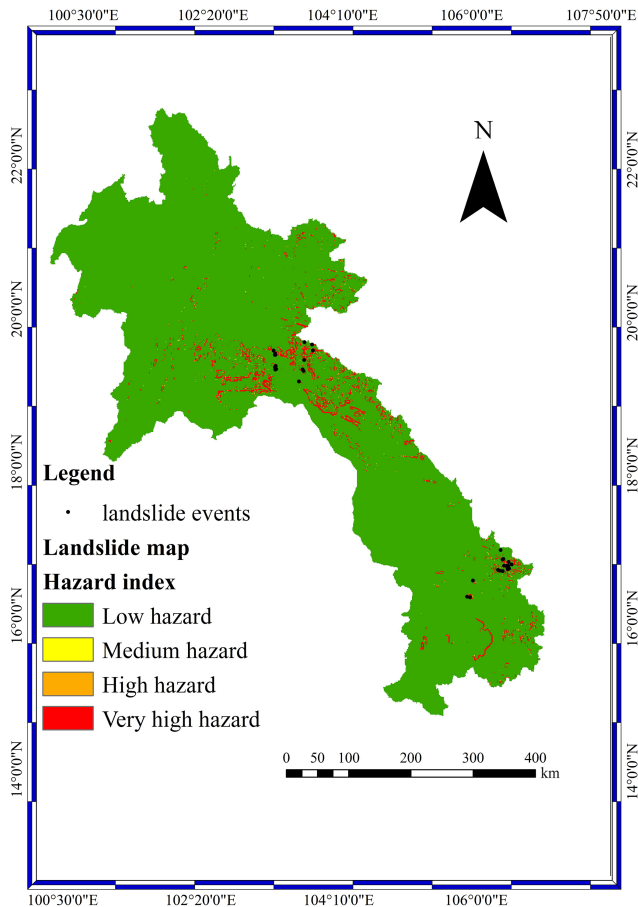 100°30'0"E 102°20'0"E 104°10'0"E 106°0'0"E 107°50'0"E
N
22°0'0"N 22°0'0"N
20°0'0"N 20°0'0"N
18°0'0"N 18°0'0"N
Legend
landslide events
Landslide map
Hazard index
Low hazard
16°0'0"N 16°0'0"N
Medium hazard
High hazard
Very high hazard
14°0'0"N 14°0'0"N
0 50 100 200 300 400
km
100°30'0"E 102°20'0"E 104°10'0"E 106°0'0"E